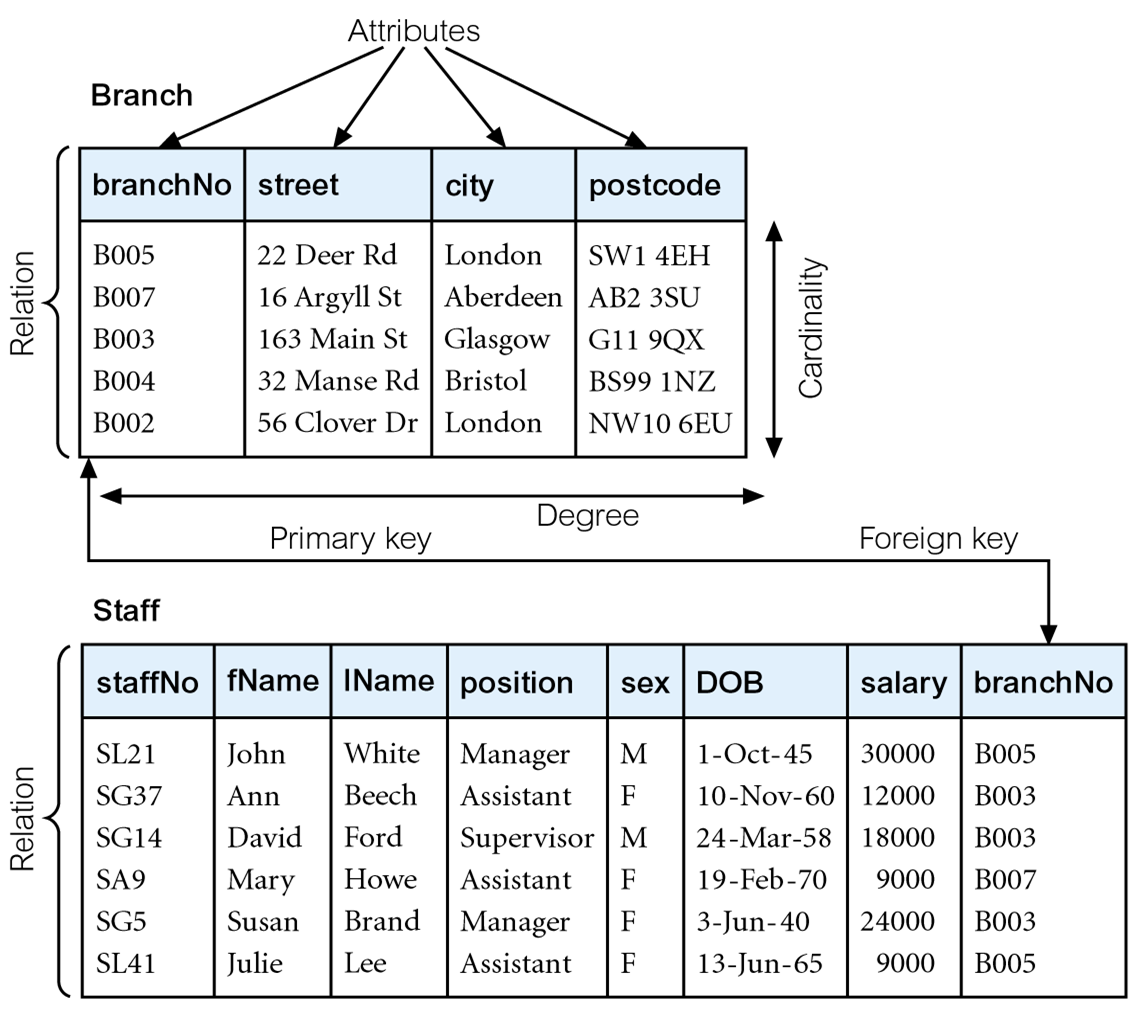 Attributes
Branch
branchNo street city postcode
B005 22 Deer Rd London SW1 4EH
B007 16 Argyll St Aberdeen AB2 3SU
B003 163 Main St Glasgow G11 9QX
B004 32 Manse Rd Bristol BS99 1NZ
B002 56 Clover Dr London NW10 6EU
Relation
Cardinality
Degree
Primary key Foreign key
Staff
staffNo fName lName position sex DOB salary branchNo
SL21 John White Manager M 1-Oct-45 30000 B005
SG37 Ann Beech Assistant F 10-Nov-60 12000 B003
SG14 David Ford Supervisor M 24-Mar-58 18000 B003
SA9 Mary Howe Assistant F 19-Feb-70 9000 B007
SG5 Susan Brand Manager F 3-Jun-40 24000 B003
SL41 Julie Lee Assistant F 13-Jun-65 9000 B005
Relation